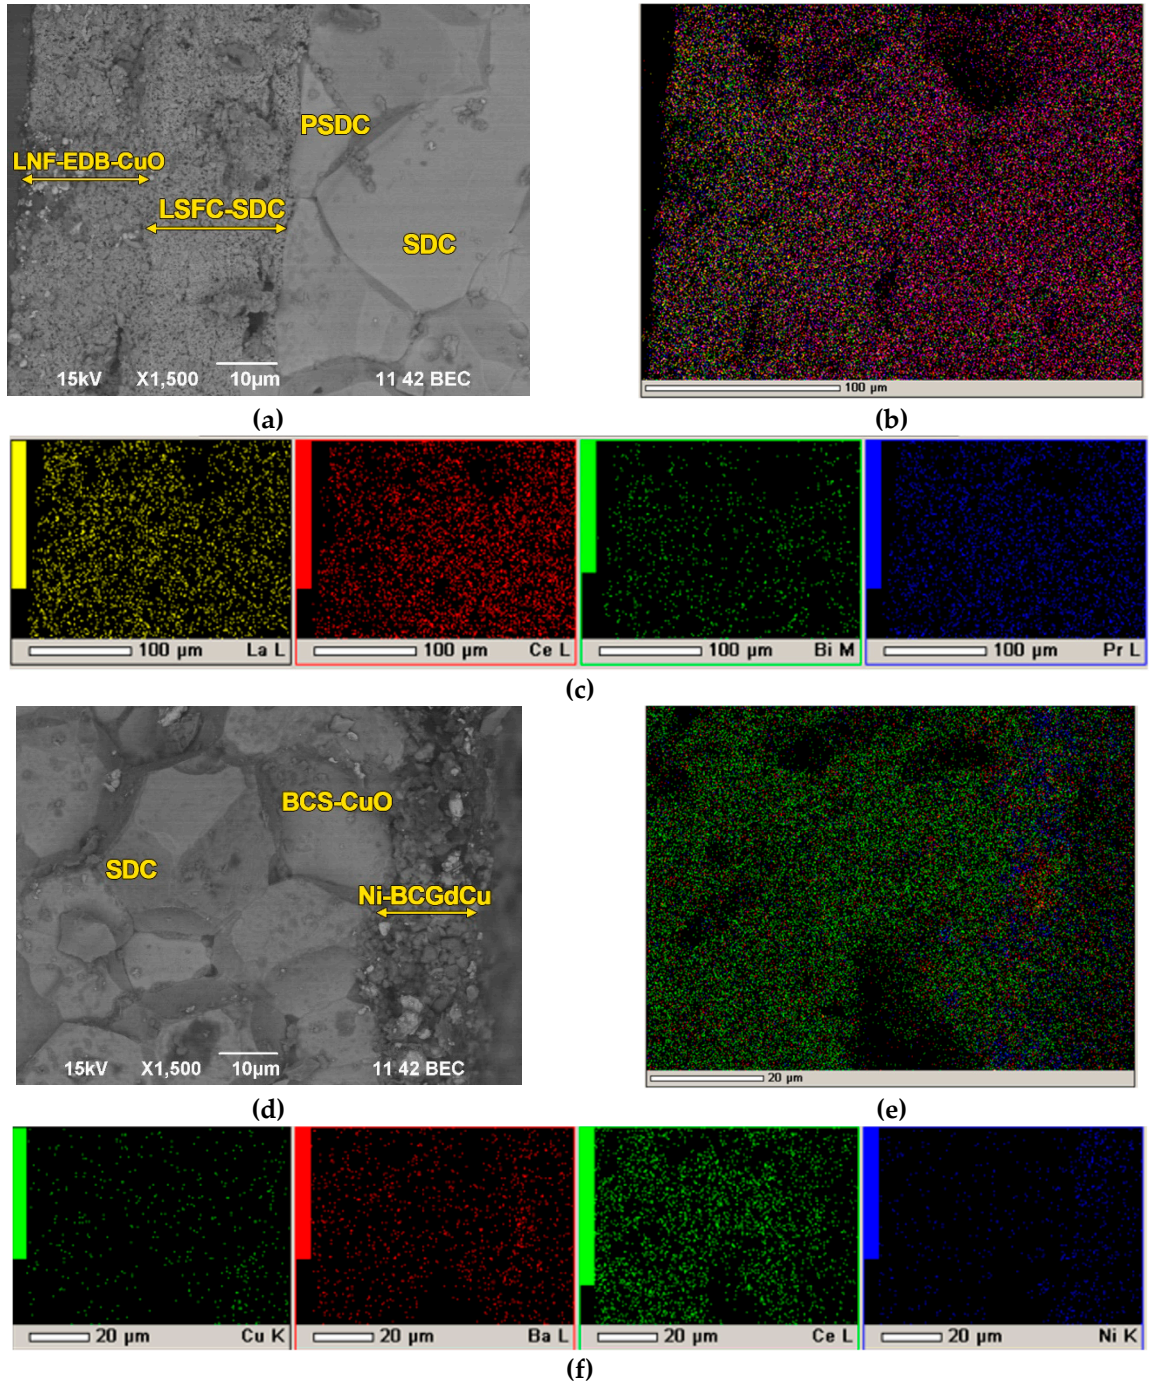 PSDC
LNF-EDB-CuO
LSFC-SDC
SDC
15kV X1,500 10µm 11 42 BEC
100 µm
(a) (b)
100 µm La L 100 µm Ce L 100 µm Bi M 100 µm Pr L
(c)
BCS-CuO
SDC
Ni-BCGdCu
15kV X1,500 10µm 11 42 BEC
20 µm
(d) (e)
20 µm Cu K 20 µm Ba L 20 µm Ce L 20 µm Ni K
(f)